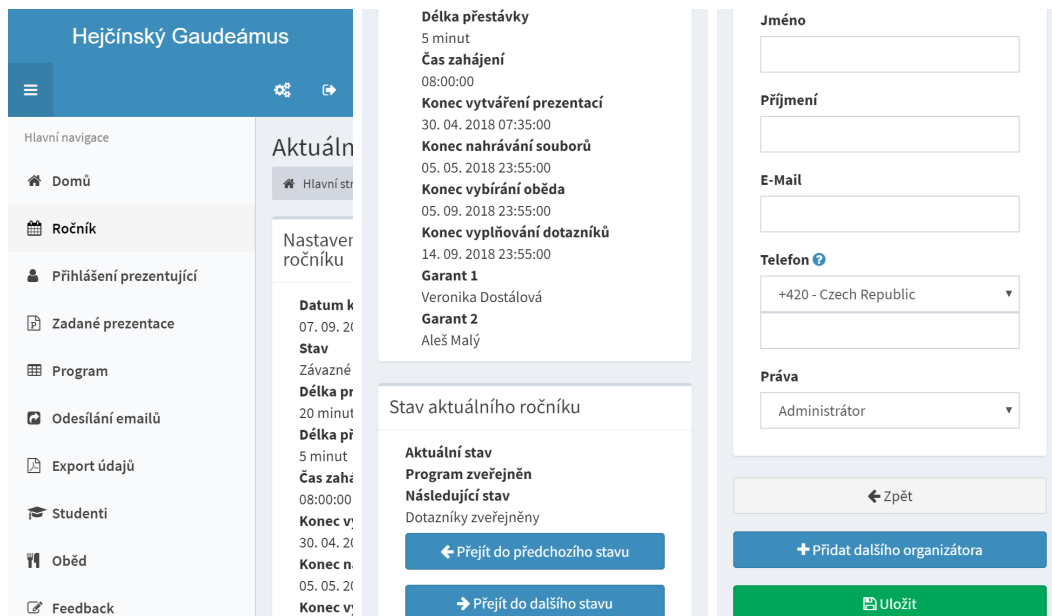 Hejčínský Gaudeámus
Hlavní navigace
Domů
Ročník
Přihlášení prezentující
Zadané prezentace
Program
Odesílání emailů
Export údajů
Studenti
Oběd
Feedback
Aktuáln
Hlavní str
Nastaven
ročníku
Datum k
07. 09. 20
Stav
Závazné
Délka pr
20 minut
Délka př
5 minut
Čas zahá
08:00:00
Konec vy
30. 04. 20
Konec na
05. 05. 20
Konec vy
Délka přestávky
5 minut
Čas zahájení
08:00:00
Konec vytváření prezentací
30. 04. 2018 07:35:00
Konec nahrávání souborů
05. 05. 2018 23:55:00
Konec vybírání oběda
05. 09. 2018 23:55:00
Konec vyplňování dotazníků
14. 09. 2018 23:55:00
Garant 1
Veronika Dostálová
Garant 2
Aleš Malý
Stav aktuálního ročníku
Aktuální stav
Program zveřejněn
Následující stav
Dotazníky zveřejněny
Přejít do předchozího stavu
Přejít do dalšího stavu
Jméno
Příjmení
E-Mail
Telefon
+420 - Czech Republic
Práva
Administrátor
Zpět
Přidat dalšího organizátora
Uložit